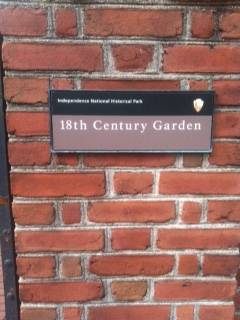 Independence National Historical Park
18th Century Garden